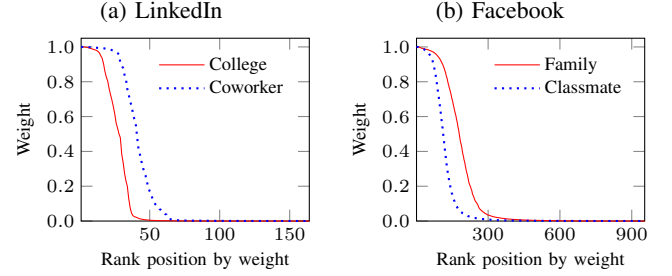 (a) LinkedIn
1.0
0.8
0.6
0.4
0.2
0.0
Weight
College
Coworker
50
100
150
Rank position by weight
(b) Facebook
1.0
0.8
0.6
0.4
0.2
0.0
Weight
Family
Classmate
300
600
900
Rank position by weight